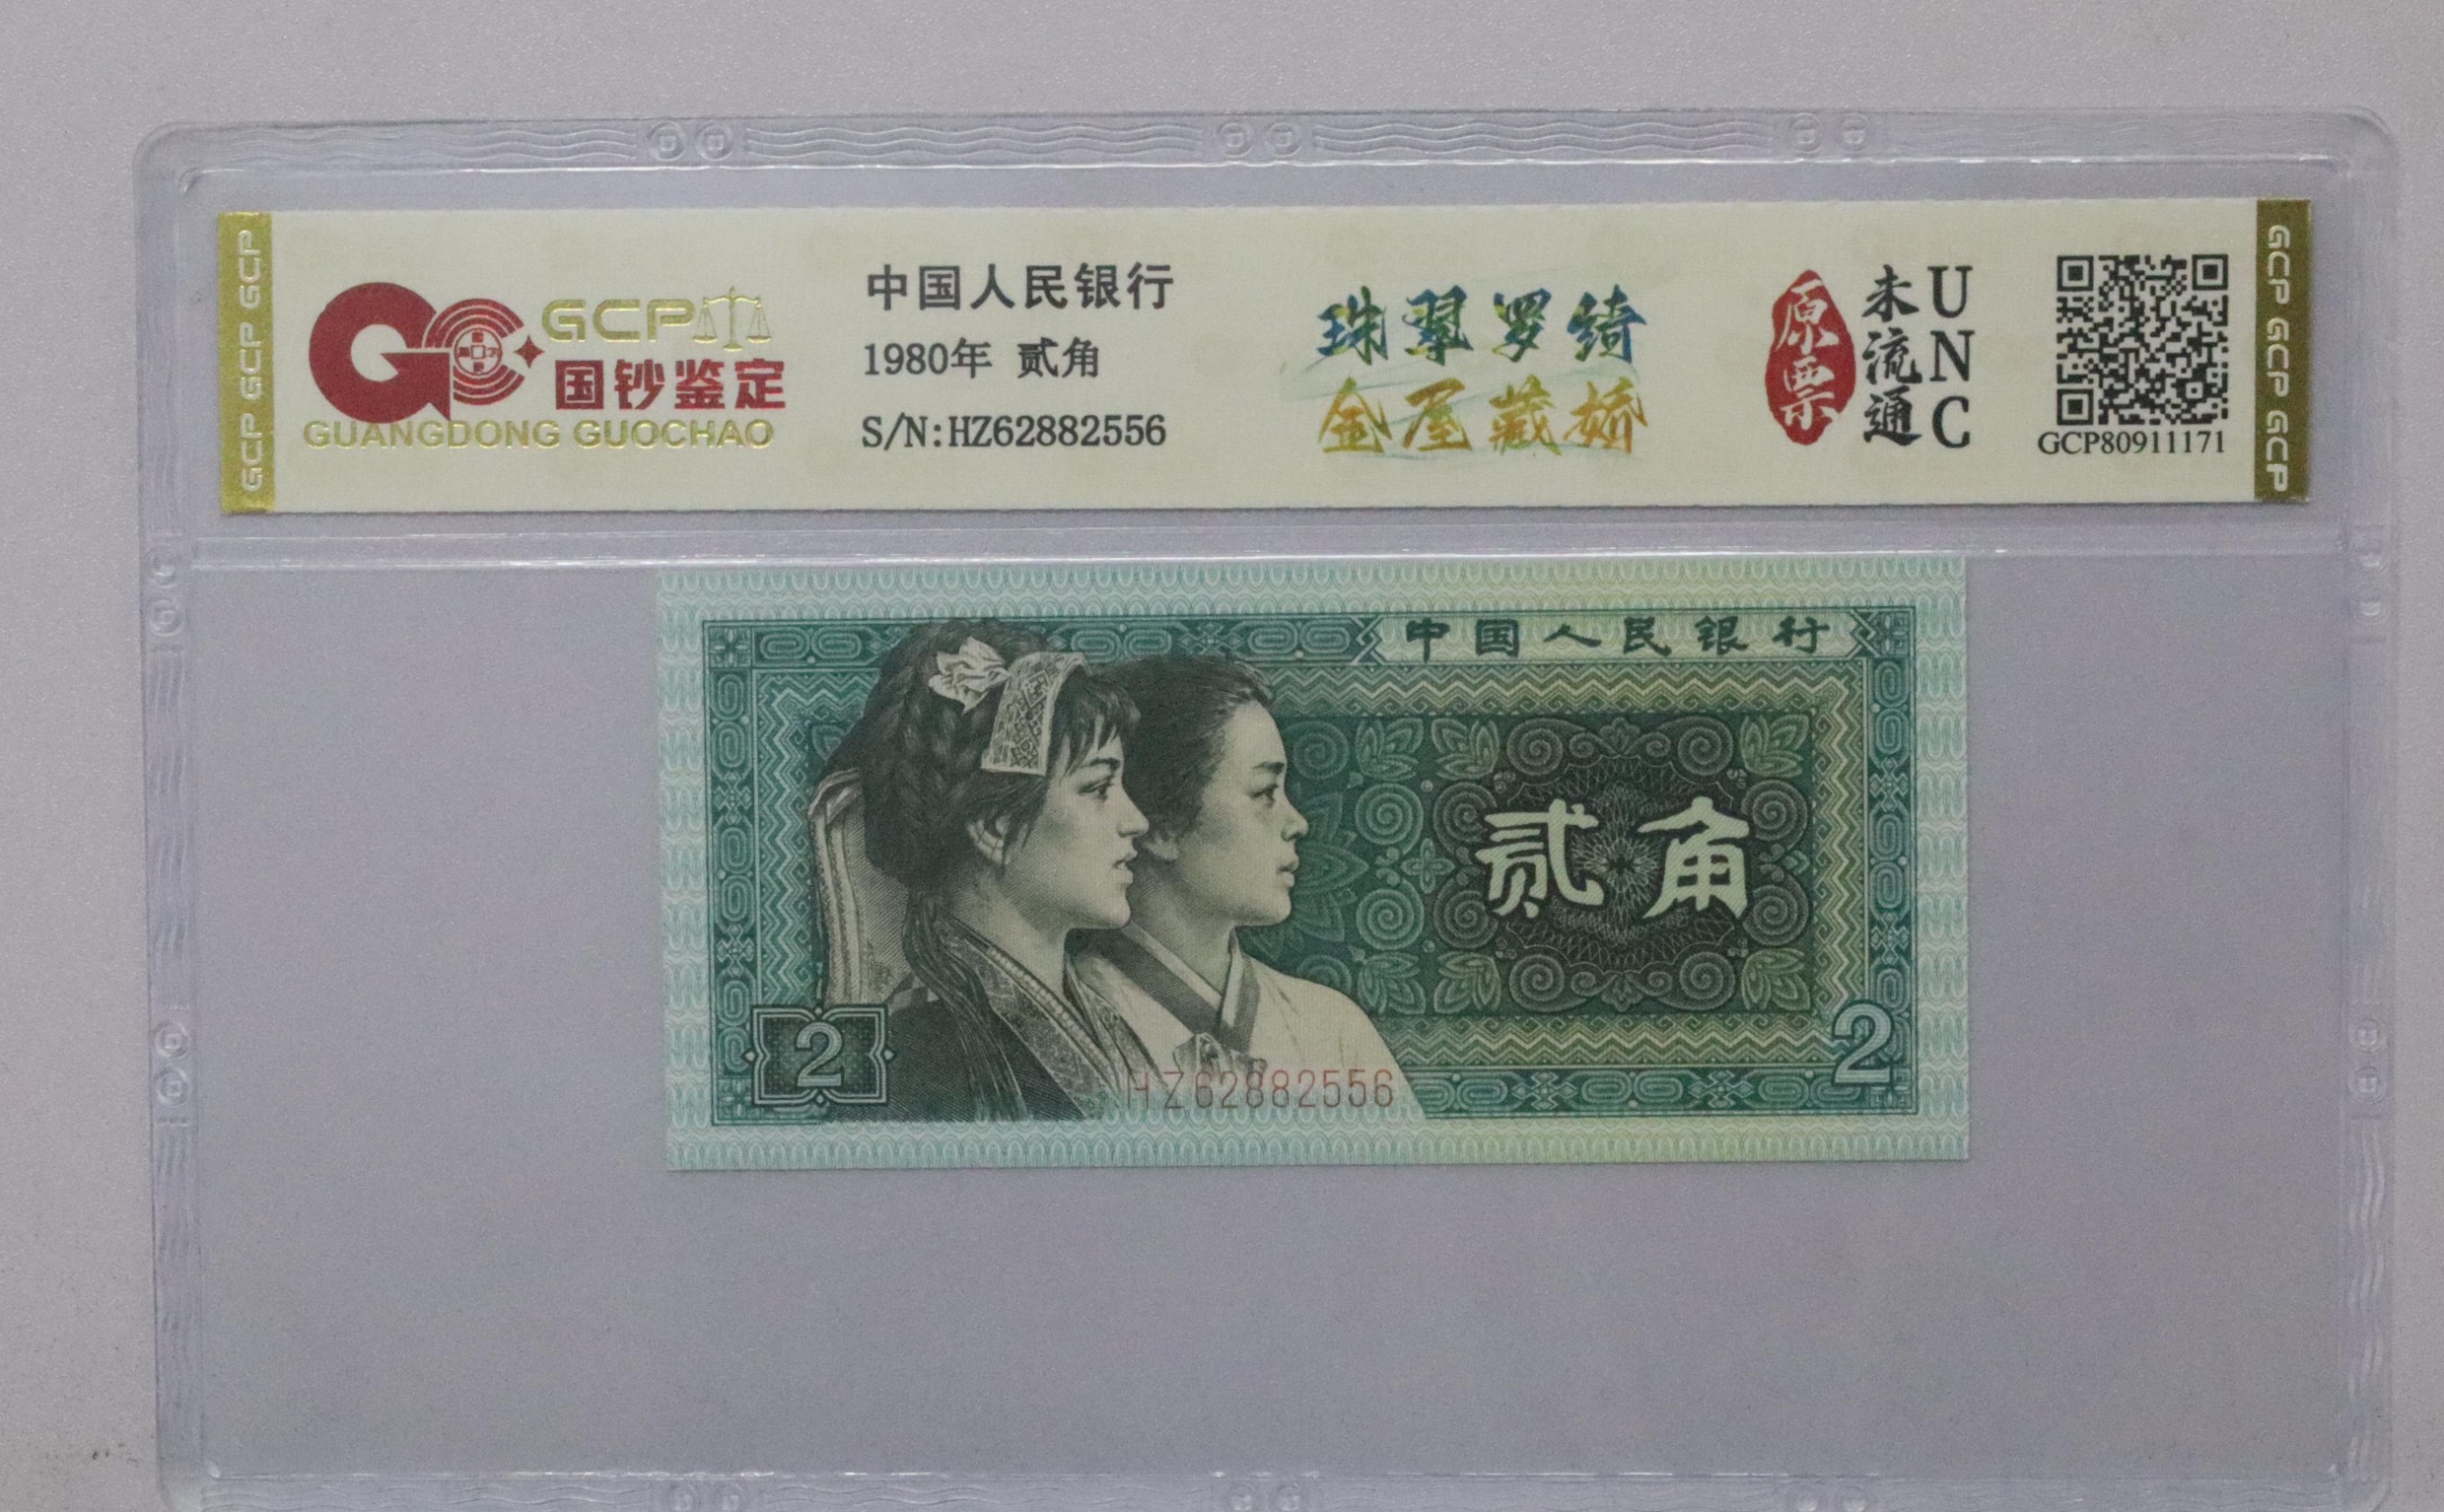 GCP GCP GCP
GCP
国钞鉴定
GUANGDONG GUOCHAO
中国人民银行
1980年 贰角
S/N:HZ62882556
珠翠罗绮
金屋藏娇
原票
未流通
UNC
GCP80911171
GCP GCP GCP
中国人民银行
贰角
2
2
HZ62882556